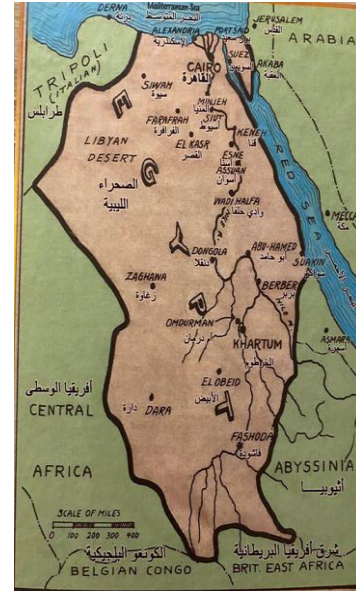 Mediterranean Sea
البحر المتوسط
DERNA
درنة
ALEXANDRIA
الإسكندرية
PORT SAID
JERUSALEM
القدس
ARABIA
TRIPOLI
(ITALIAN)
طرابلس
CAIRO
القاهرة
SUEZ
السويس
AKABA
العقبة
SIWAH
سيوة
MINIEH
المنيا
E
FARAFRAH
الفرافرة
SIUT
أسيوط
KENEH
قنا
LIBYAN
DESERT
الصحراء
الليبية
EL KASR
القصر
ESNE
إسنا
ASSUAN
أسوان
G
RED SEA
WADI HALFA
وادي حلفا
MECCA
مكة
Y
DONGOLA
دنقلا
ABU-HAMED
أبو حامد
SUAKIN
سواكن
ZAGHAWA
زغاوة
BERBER
بربر
NILE R.
P
OMDURMAN
أم درمان
KHARTUM
الخرطوم
ASMARA
أسمرة
أفريقيا الوسطى
CENTRAL
AFRICA
EL OBEID
الأبيض
DARA
دارة
T
FASHODA
فاشودة
ABYSSINIA
أثيوبيا
SCALE OF MILES
0 100 200 300 400
الكونغو البلجيكية
BELGIAN CONGO
شرق أفريقيا البريطانية
BRIT. EAST AFRICA